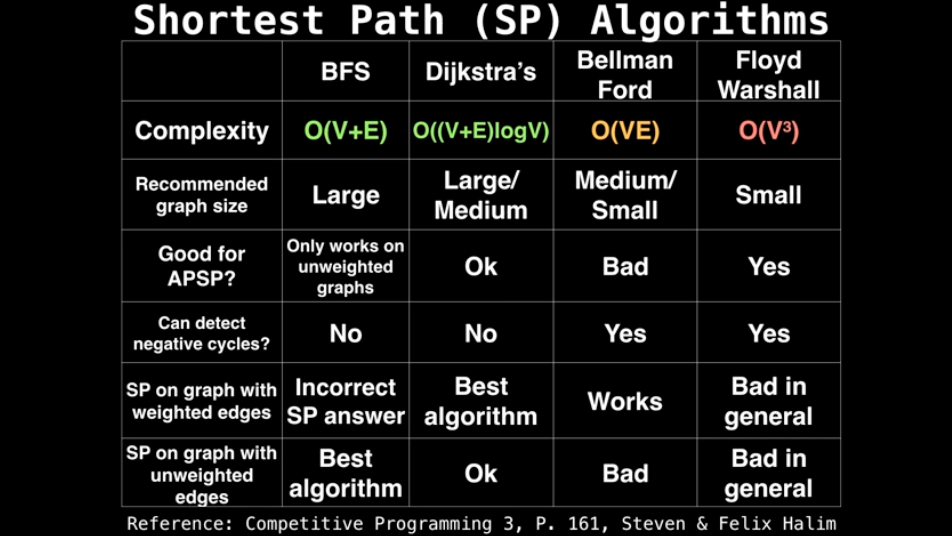 Shortest Path (SP) Algorithms
BFS
Dijkstra's
Bellman
Ford
Floyd
Warshall
Complexity
O(V+E)
O((V+E)logV)
O(VE)
O(V³)
Recommended
graph size
Large
Large/
Medium
Medium/
Small
Small
Good for
APSP?
Only works on
unweighted
graphs
Ok
Bad
Yes
Can detect
negative cycles?
No
No
Yes
Yes
SP on graph with
weighted edges
Incorrect
SP answer
Best
algorithm
Works
Bad in
general
SP on graph with
unweighted
edges
Best
algorithm
Ok
Bad
Bad in
general
Reference: Competitive Programming 3, P. 161, Steven & Felix Halim